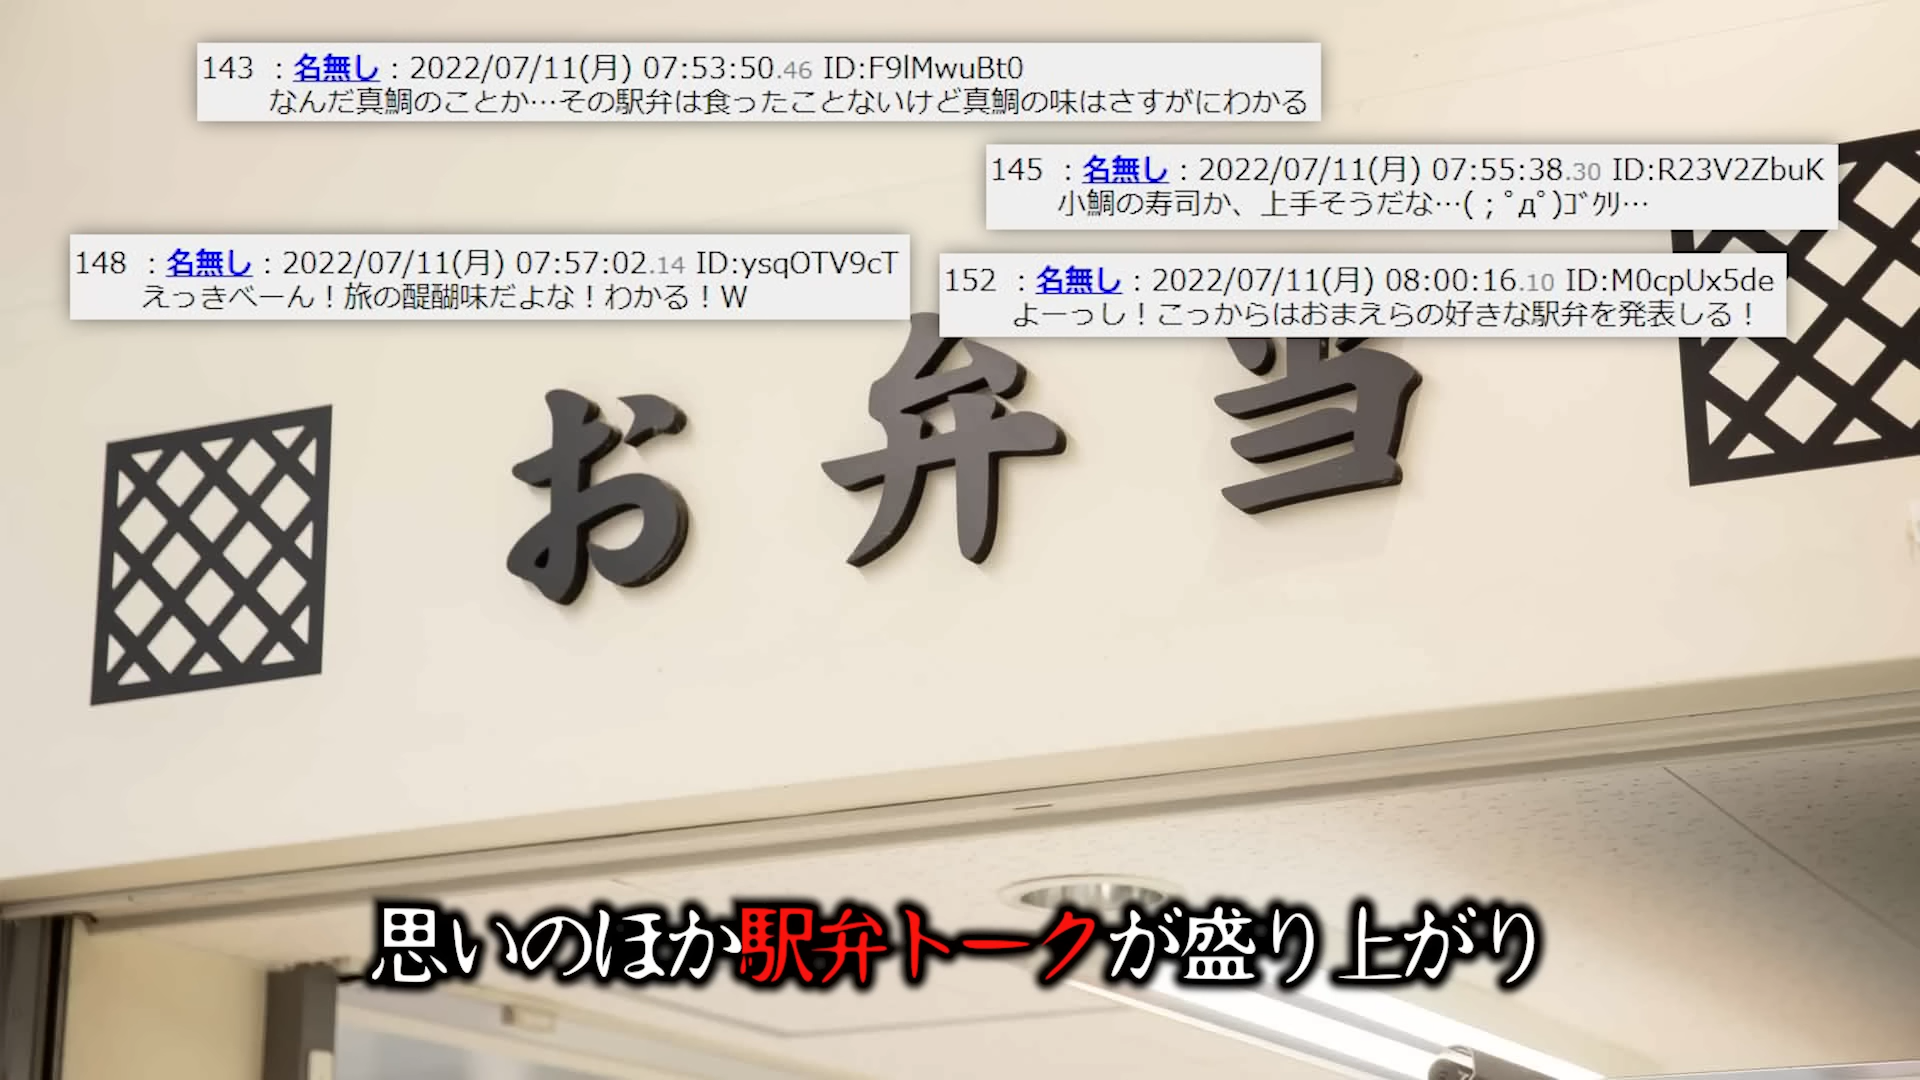 143 ：名無し：2022/07/11(月) 07:53:50.46 ID:F9lMwuBt0
なんだ真鯛のことか…その駅弁は食ったことないけど真鯛の味はさすがにわかる
145 ：名無し：2022/07/11(月) 07:55:38.30 ID:R23V2ZbuK
小鯛の寿司か、上手そうだな…(；ﾟдﾟ)ｺﾞｸﾘ…
148 ：名無し：2022/07/11(月) 07:57:02.14 ID:ysqOTV9cT
えっきべーん！旅の醍醐味だよな！わかる！W
152 ：名無し：2022/07/11(月) 08:00:16.10 ID:M0cpUx5de
よーっし！こっからはおまえらの好きな駅弁を発表しる！
お弁当
思いのほか駅弁トークが盛り上がり